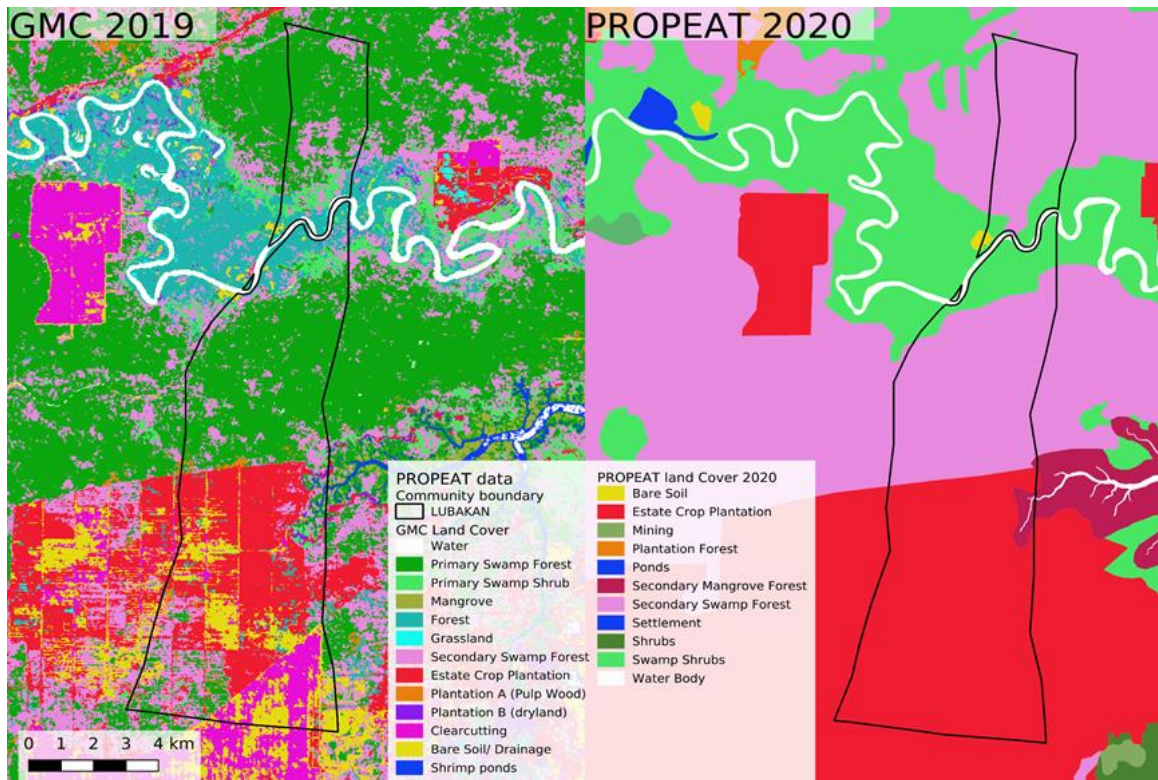 GMC 2019
PROPEAT 2020
PROPEAT data
Community boundary
LUBAKAN
GMC Land Cover
Water
Primary Swamp Forest
Primary Swamp Shrub
Mangrove
Forest
Grassland
Secondary Swamp Forest
Estate Crop Plantation
Plantation A (Pulp Wood)
Plantation B (dryland)
Clearcutting
Bare Soil/ Drainage
Shrimp ponds
PROPEAT land Cover 2020
Bare Soil
Estate Crop Plantation
Mining
Plantation Forest
Ponds
Secondary Mangrove Forest
Secondary Swamp Forest
Settlement
Shrubs
Swamp Shrubs
Water Body
0 1 2 3 4 km